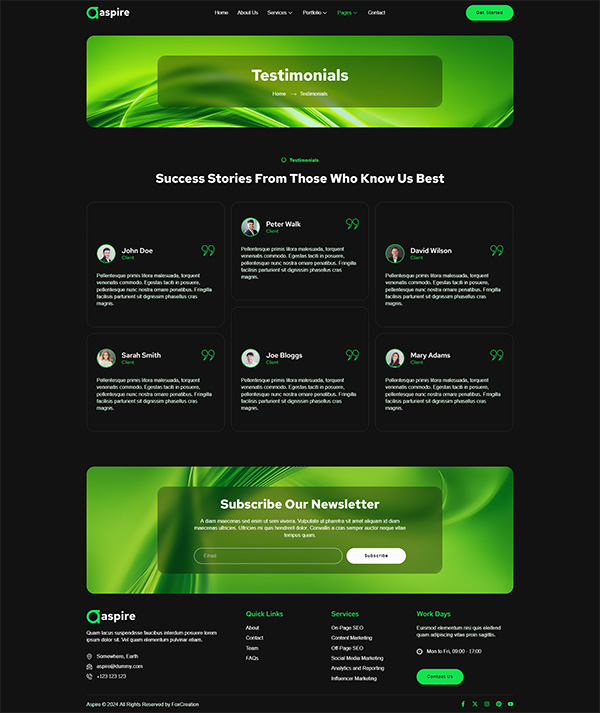 aspire
Home About Us Services Portfolio Pages Contact
Get Started
Testimonials
Home → Testimonials
Testimonials
Success Stories From Those Who Know Us Best
John Doe
Client
Pellentesque primis litora malesuada, torquent
venenatis commodo. Egestas taciti in posuere,
pellentesque nunc nostra ornare penatibus. Fringilla
facilisis parturient sit dignissim phasellus cras
magnis.
Peter Walk
Client
Pellentesque primis litora malesuada, torquent
venenatis commodo. Egestas taciti in posuere,
pellentesque nunc nostra ornare penatibus. Fringilla
facilisis parturient sit dignissim phasellus cras
magnis.
David Wilson
Client
Pellentesque primis litora malesuada, torquent
venenatis commodo. Egestas taciti in posuere,
pellentesque nunc nostra ornare penatibus. Fringilla
facilisis parturient sit dignissim phasellus cras
magnis.
Sarah Smith
Client
Pellentesque primis litora malesuada, torquent
venenatis commodo. Egestas taciti in posuere,
pellentesque nunc nostra ornare penatibus. Fringilla
facilisis parturient sit dignissim phasellus cras
magnis.
Joe Bloggs
Client
Pellentesque primis litora malesuada, torquent
venenatis commodo. Egestas taciti in posuere,
pellentesque nunc nostra ornare penatibus. Fringilla
facilisis parturient sit dignissim phasellus cras
magnis.
Mary Adams
Client
Pellentesque primis litora malesuada, torquent
venenatis commodo. Egestas taciti in posuere,
pellentesque nunc nostra ornare penatibus. Fringilla
facilisis parturient sit dignissim phasellus cras
magnis.
Subscribe Our Newsletter
A diam maecenas sed enim ut sem viverra. Vulputate ut pharetra sit amet aliquam id diam
maecenas ultricies. Ultricies mi quis hendrerit dolor. Convallis a cras semper auctor neque vitae
tempus quam.
Email
Subscribe
aspire
Quam lacus suspendisse faucibus interdum posuere lorem
ipsum dolor sit. Vel quam elementum pulvinar etiam.
Somewhere, Earth
aspire@dummy.com
+123 123 123
Quick Links
About
Contact
Team
FAQs
Services
On-Page SEO
Content Marketing
Off-Page SEO
Social Media Marketing
Analytics and Reporting
Influencer Marketing
Work Days
Euismod elementum nisi quis eleifend
quam adipiscing vitae proin sagittis.
Mon to Fri, 09:00 - 17:00
Contact Us
Aspire © 2024 All Rights Reserved by FoxCreation